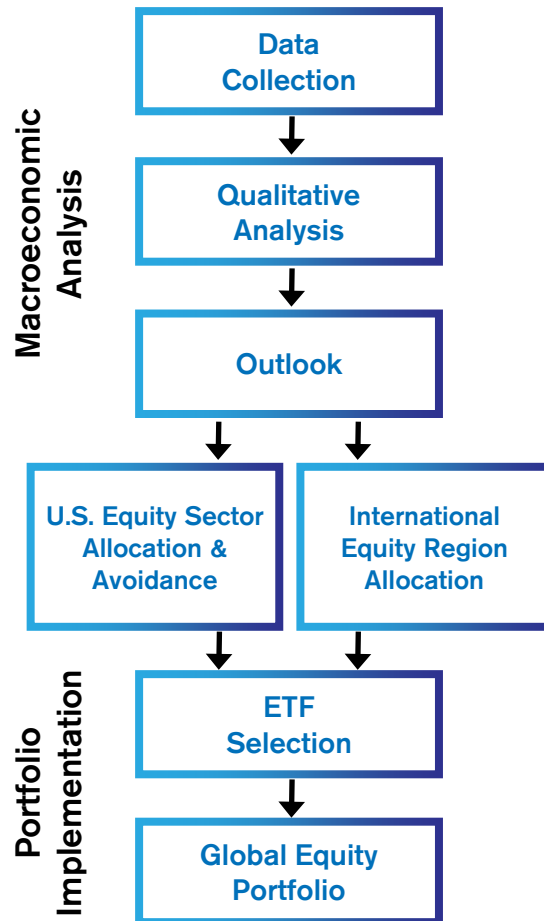 Macroeconomic
Analysis
Data
Collection
Qualitative
Analysis
Outlook
U.S. Equity Sector
Allocation &
Avoidance
International
Equity Region
Allocation
Portfolio
Implementation
ETF
Selection
Global Equity
Portfolio